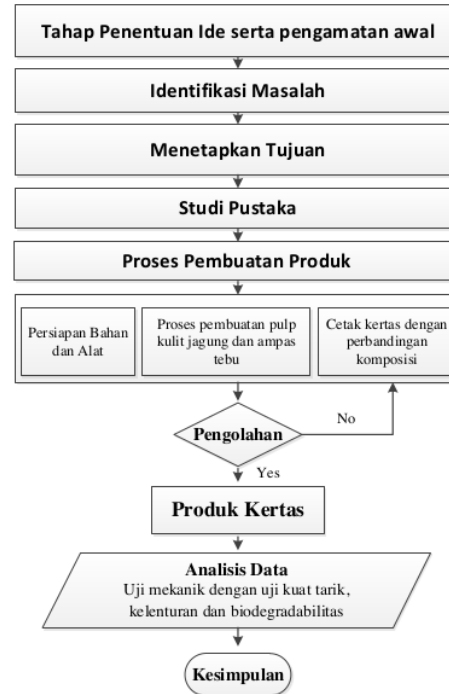 Tahap Penentuan Ide serta pengamatan awal
Identifikasi Masalah
Menetapkan Tujuan
Studi Pustaka
Proses Pembuatan Produk
Persiapan Bahan
dan Alat
Proses pembuatan pulp
kulit jagung dan ampas
tebu
Cetak kertas dengan
perbandingan
komposisi
Pengolahan
No
Yes
Produk Kertas
Analisis Data
Uji mekanik dengan uji kuat tarik,
kelenturan dan biodegradabilitas
Kesimpulan